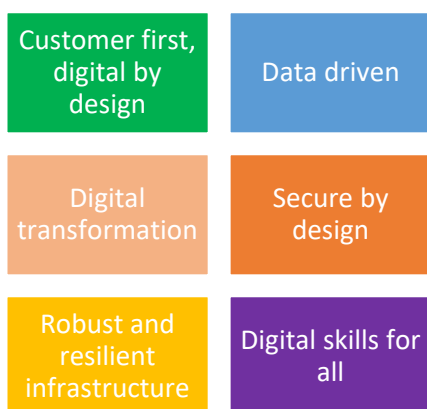 Customer first,
digital by
design
Data driven
Digital
transformation
Secure by
design
Robust and
resilient
infrastructure
Digital skills for
all